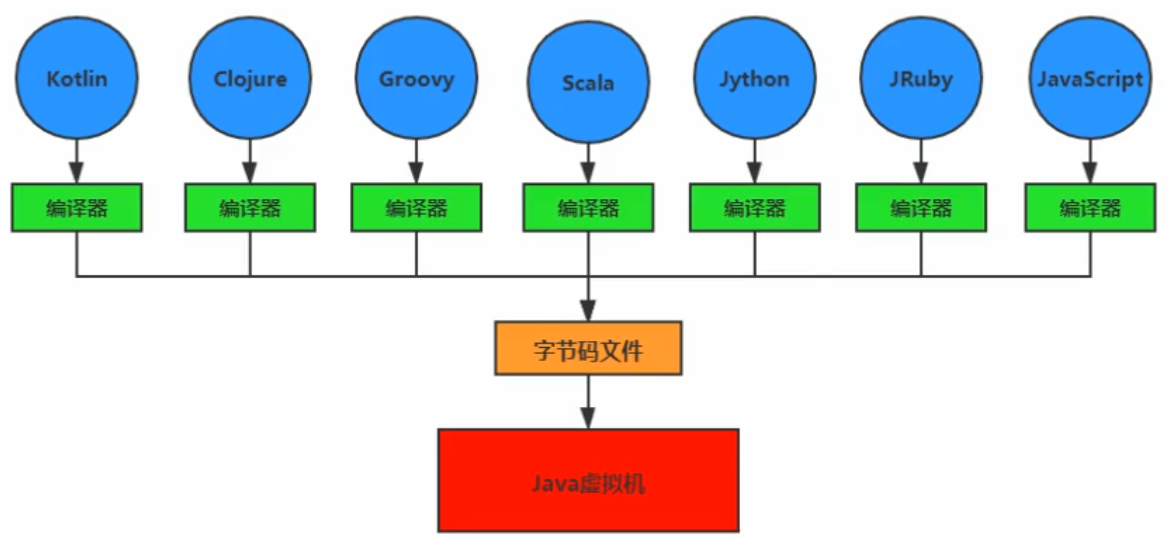 Kotlin
Clojure
Groovy
Scala
Jython
JRuby
JavaScript
编译器
编译器
编译器
编译器
编译器
编译器
编译器
字节码文件
Java虚拟机